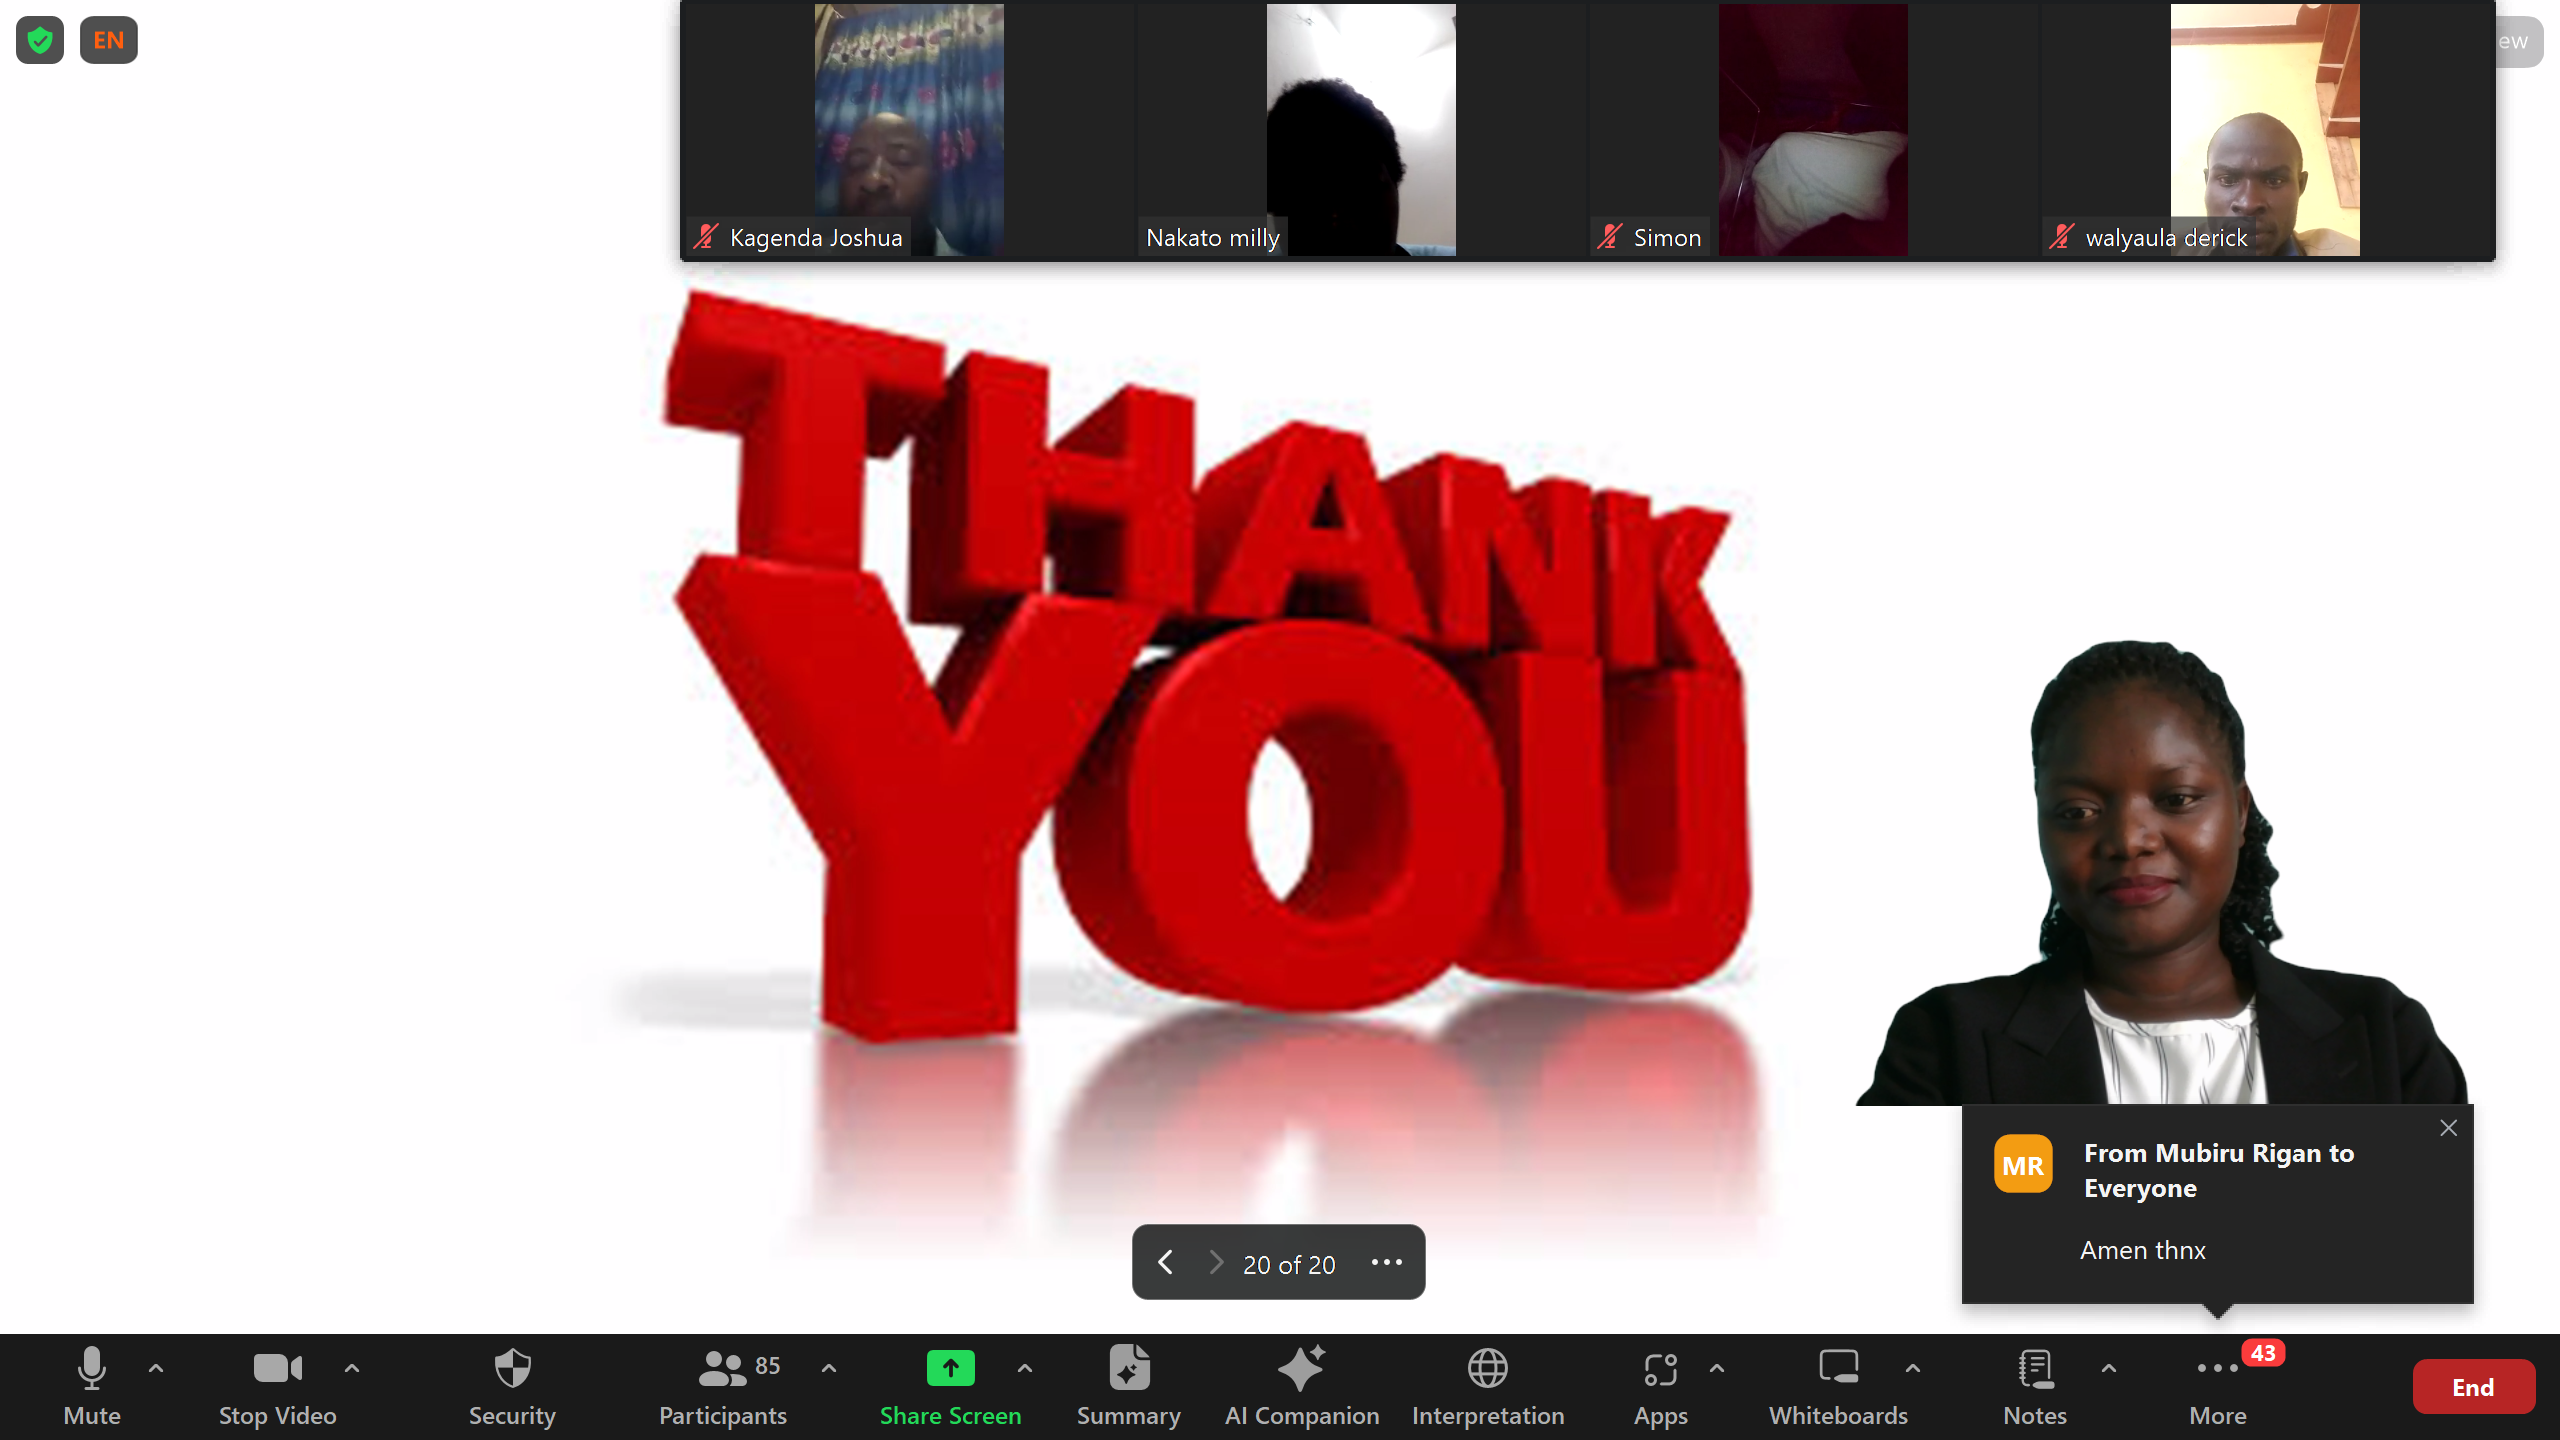 EN
ew
Kagenda Joshua
Nakato milly
Simon
walyaula derick
THANK
YOU
MR
From Mubiru Rigan to
Everyone
Amen thnx
20 of 20
Mute
Stop Video
Security
85
Participants
Share Screen
Summary
AI Companion
Interpretation
Apps
Whiteboards
Notes
43
More
End